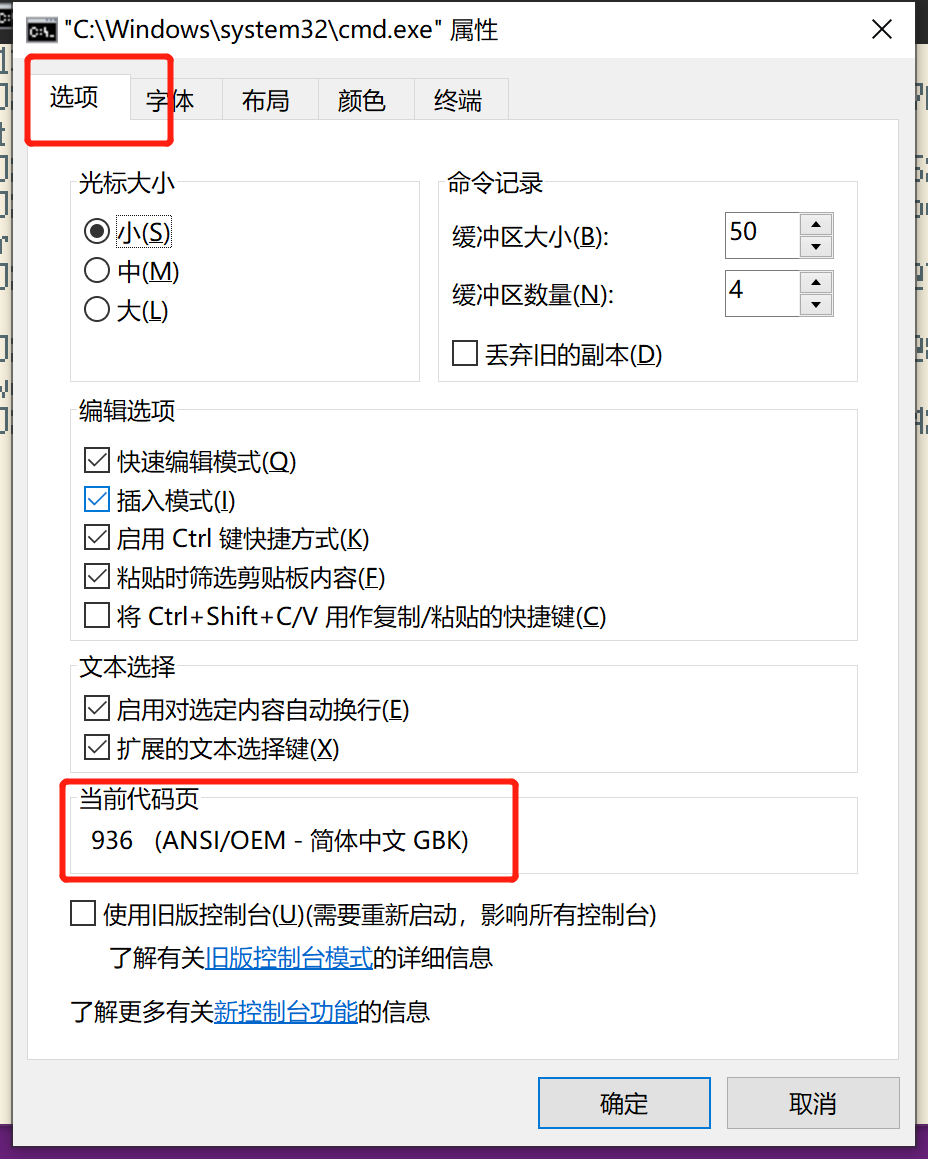 "C:\Windows\system32\cmd.exe" 属性
选项 字体 布局 颜色 终端
光标大小
小(S)
中(M)
大(L)
命令记录
缓冲区大小(B): 50
缓冲区数量(N): 4
丢弃旧的副本(D)
编辑选项
快速编辑模式(Q)
插入模式(I)
启用 Ctrl 键快捷方式(K)
粘贴时筛选剪贴板内容(F)
将 Ctrl+Shift+C/V 用作复制/粘贴的快捷键(C)
文本选择
启用对选定内容自动换行(E)
扩展的文本选择键(X)
当前代码页
936 (ANSI/OEM - 简体中文 GBK)
使用旧版控制台(U)(需要重新启动，影响所有控制台)
了解有关旧版控制台模式的详细信息
了解更多有关新控制台功能的信息
确定 取消